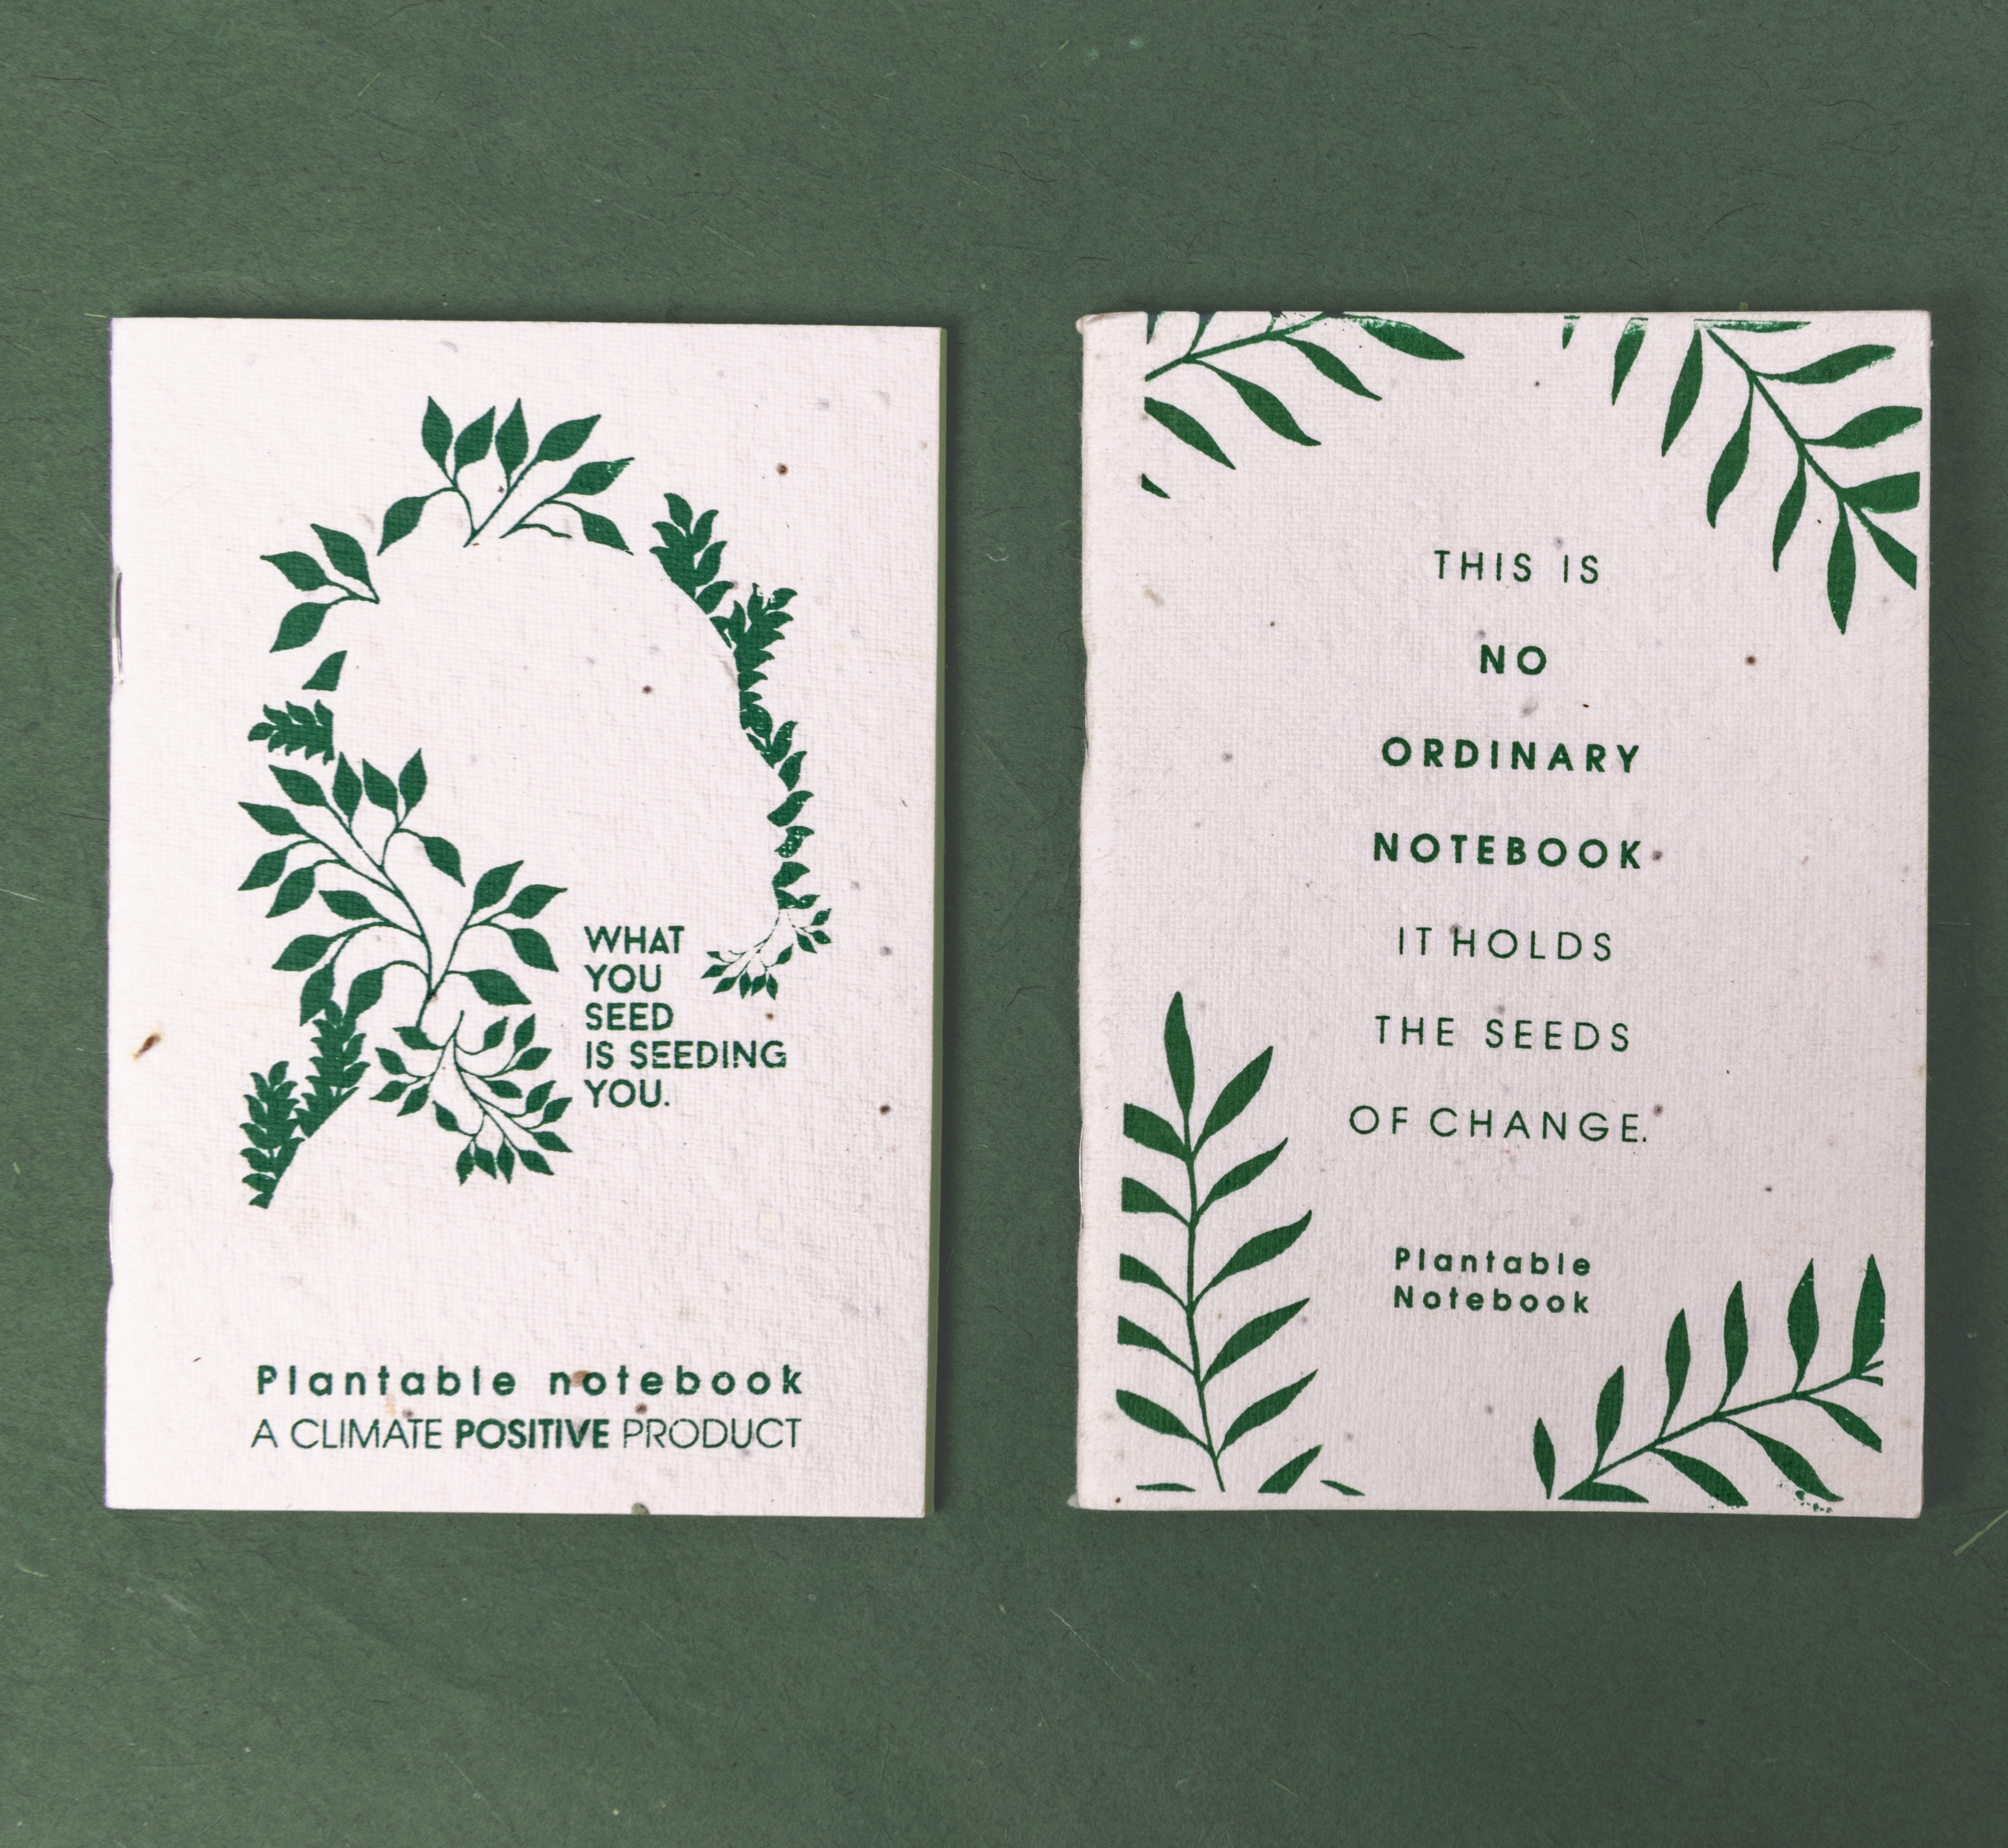 WHAT
YOU
SEED
IS SEEDING
YOU.
Plantable notebook
A CLIMATE POSITIVE PRODUCT
THIS IS
NO
ORDINARY
NOTEBOOK
IT HOLDS
THE SEEDS
OF CHANGE.
Plantable
Notebook